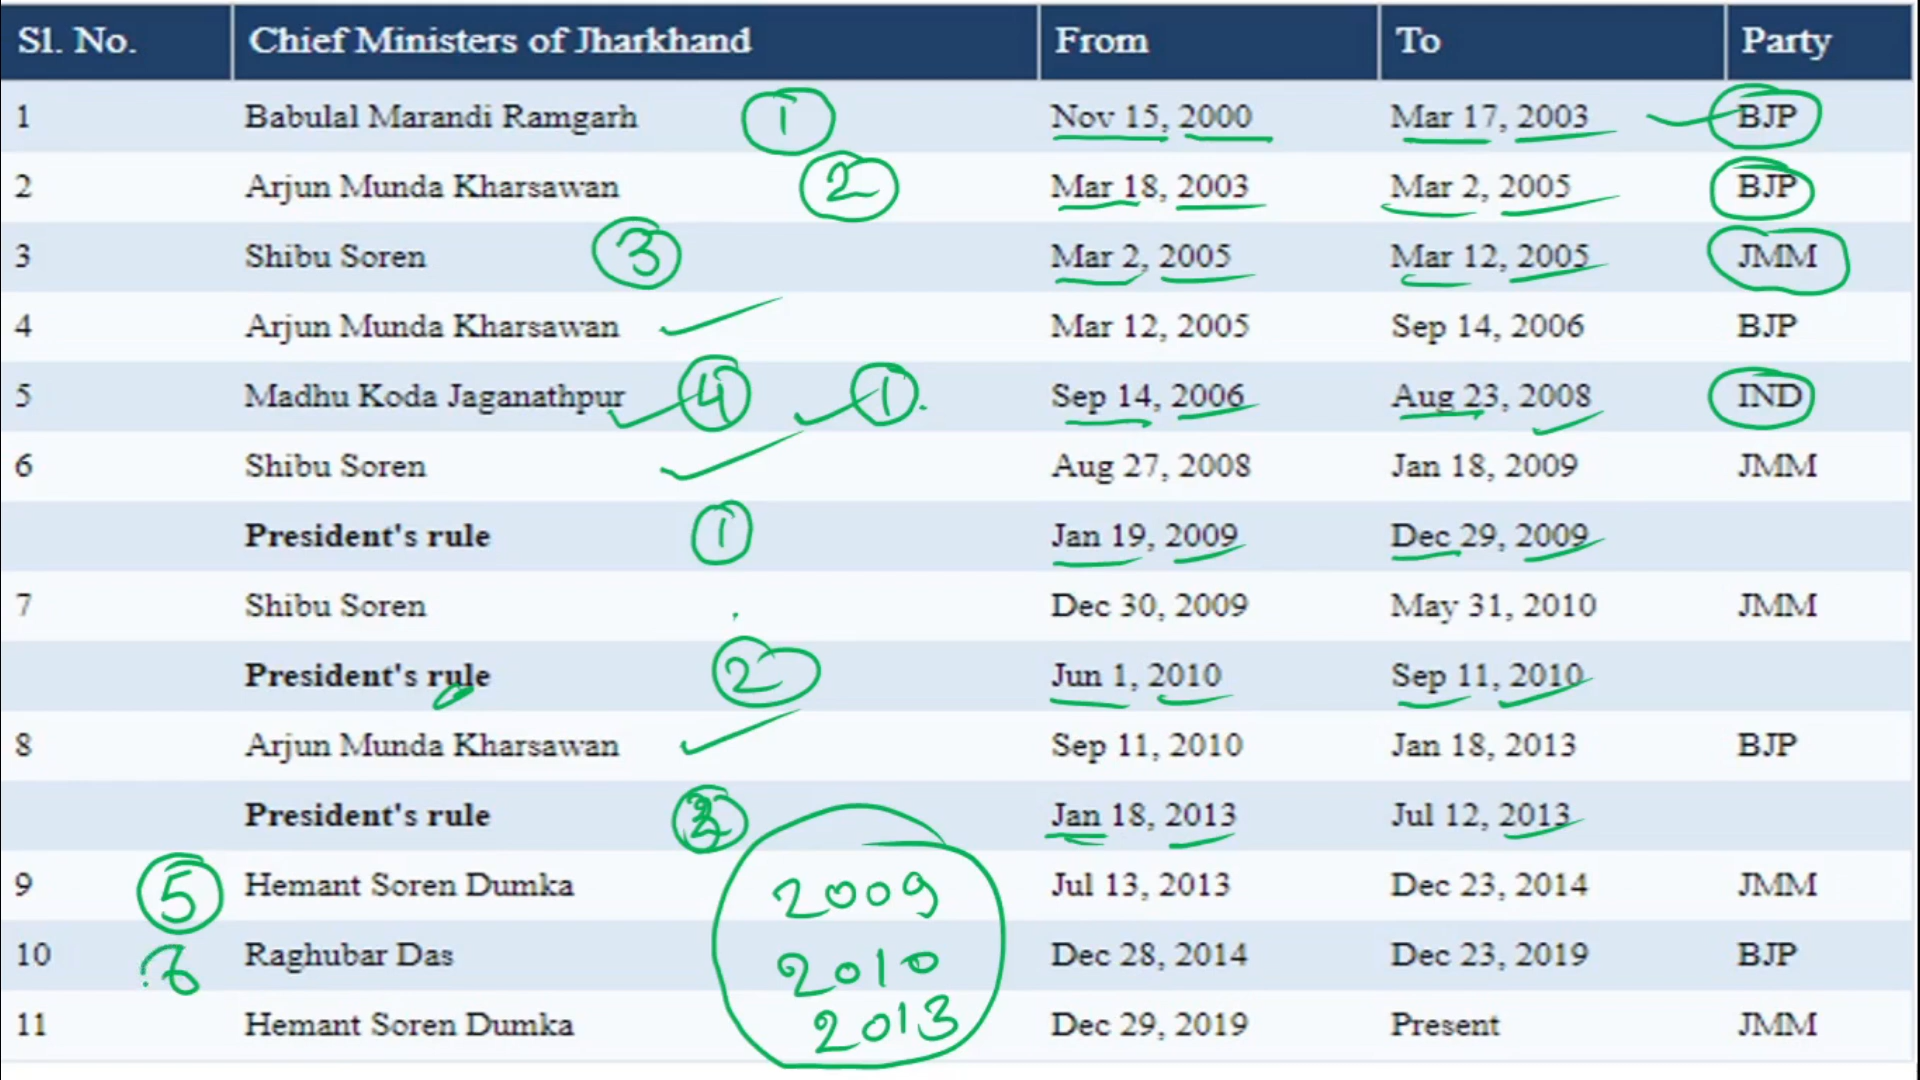 Sl. No. Chief Ministers of Jharkhand From To Party
1 Babulal Marandi Ramgarh 1 Nov 15, 2000 Mar 17, 2003 BJP
2 Arjun Munda Kharsawan 2 Mar 18, 2003 Mar 2, 2005 BJP
3 Shibu Soren 3 Mar 2, 2005 Mar 12, 2005 JMM
4 Arjun Munda Kharsawan Mar 12, 2005 Sep 14, 2006 BJP
5 Madhu Koda Jaganathpur 4 1 Sep 14, 2006 Aug 23, 2008 IND
6 Shibu Soren Aug 27, 2008 Jan 18, 2009 JMM
President's rule 1 Jan 19, 2009 Dec 29, 2009
7 Shibu Soren Dec 30, 2009 May 31, 2010 JMM
President's rule 2 Jun 1, 2010 Sep 11, 2010
8 Arjun Munda Kharsawan Sep 11, 2010 Jan 18, 2013 BJP
President's rule 3 Jan 18, 2013 Jul 12, 2013
9 5 Hemant Soren Dumka 2009 Jul 13, 2013 Dec 23, 2014 JMM
10 6 Raghubar Das 2010 Dec 28, 2014 Dec 23, 2019 BJP
11 Hemant Soren Dumka 2013 Dec 29, 2019 Present JMM